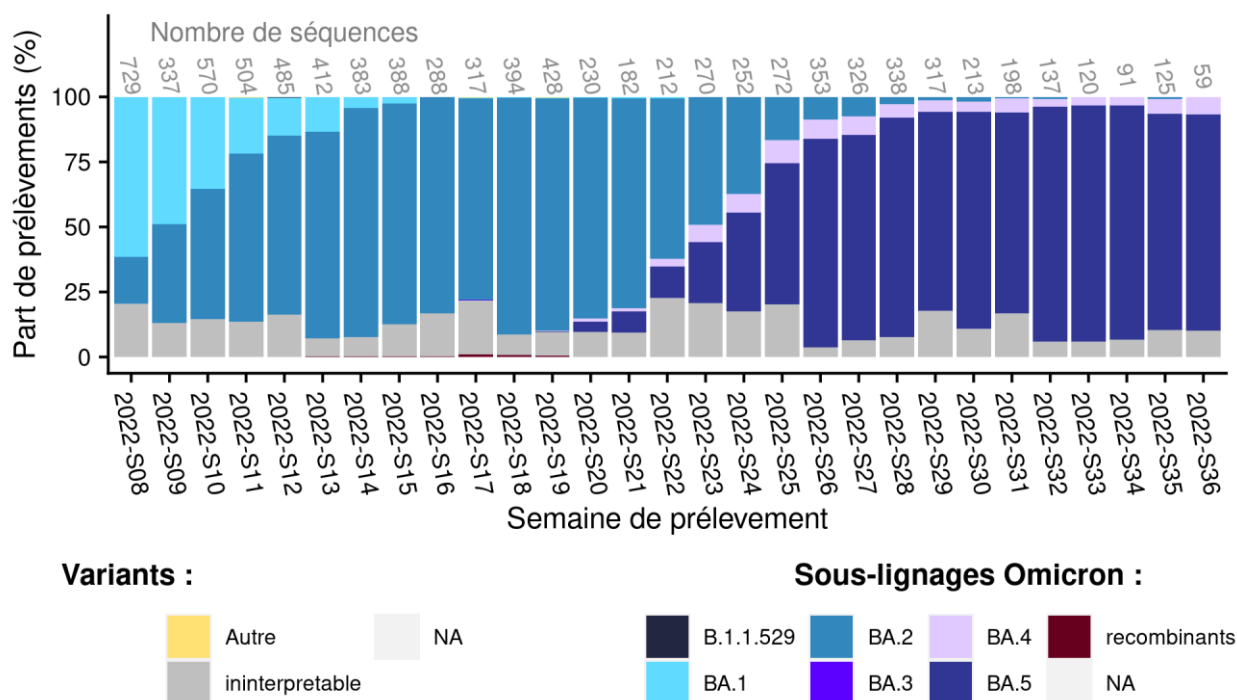 Nombre de séquences
729 337 570 504 485 412 383 388 288 317 394 428 230 182 212 270 252 272 353 326 338 317 213 198 137 120 91 125 59
Part de prélèvements (%)
100
75
50
25
0
2022-S08 2022-S09 2022-S10 2022-S11 2022-S12 2022-S13 2022-S14 2022-S15 2022-S16 2022-S17 2022-S18 2022-S19 2022-S20 2022-S21 2022-S22 2022-S23 2022-S24 2022-S25 2022-S26 2022-S27 2022-S28 2022-S29 2022-S30 2022-S31 2022-S32 2022-S33 2022-S34 2022-S35 2022-S36
Semaine de prélevement
Variants :
Autre NA
ininterpretable
Sous-lignages Omicron :
B.1.1.529 BA.2 BA.4 recombinants
BA.1 BA.3 BA.5 NA